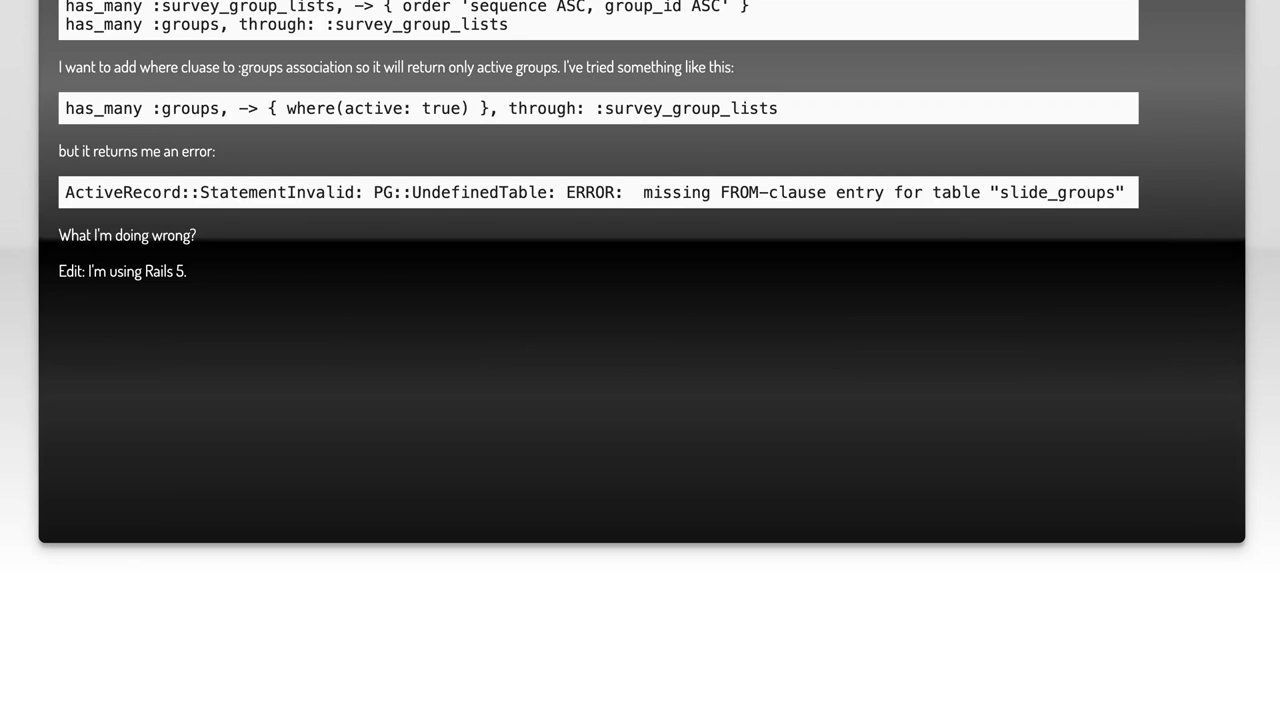 has_many :survey_group_lists, -> { order 'sequence ASC, group_id ASC' }
has_many :groups, through: :survey_group_lists
I want to add where cluase to :groups association so it will return only active groups. I've tried something like this:
has_many :groups, -> { where(active: true) }, through: :survey_group_lists
but it returns me an error:
ActiveRecord::StatementInvalid: PG::UndefinedTable: ERROR:  missing FROM-clause entry for table "slide_groups"
What I'm doing wrong?
Edit: I'm using Rails 5.